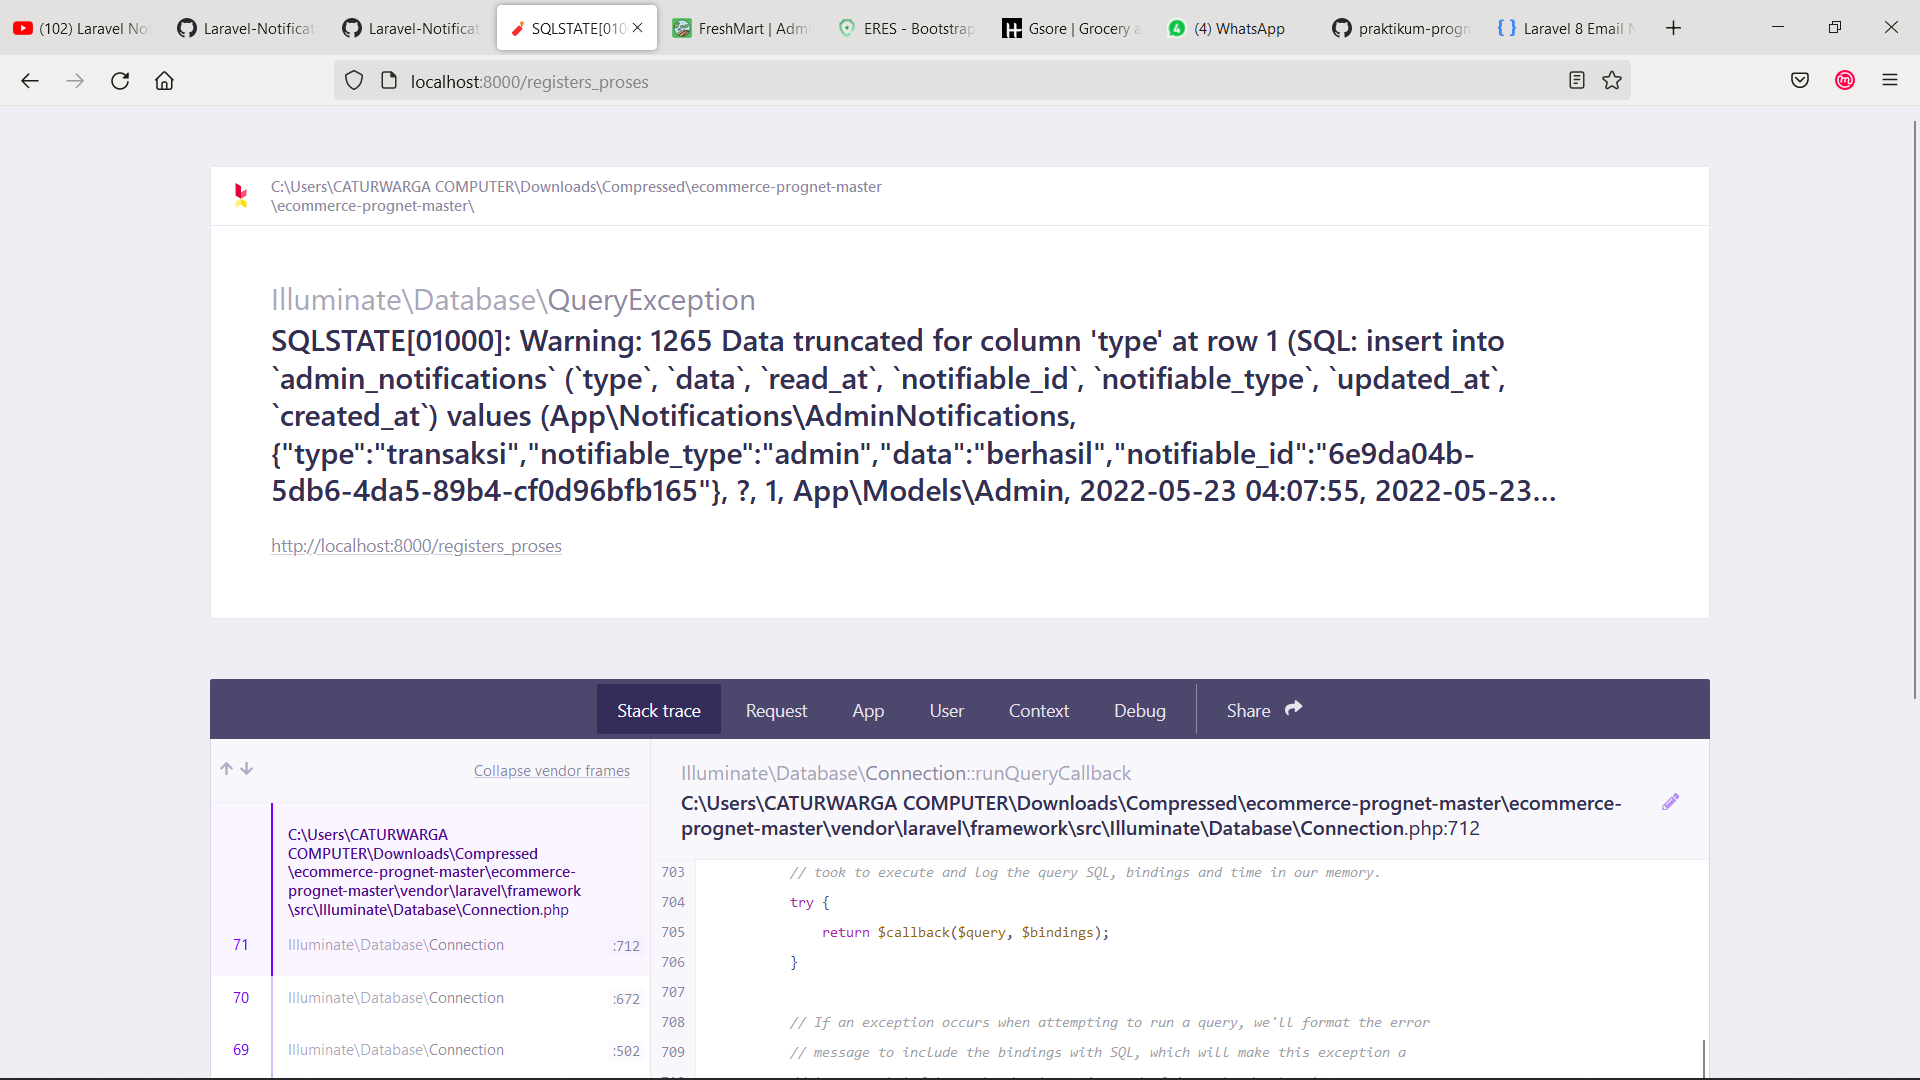 (102) Laravel Not
Laravel-Notificat
Laravel-Notificat
SQLSTATE[010
FreshMart | Admi
ERES - Bootstrap
Gsore | Grocery a
(4) WhatsApp
praktikum-progn
Laravel 8 Email N
localhost:8000/registers_proses
C:\Users\CATURWARGA COMPUTER\Downloads\Compressed\ecommerce-prognet-master
\ecommerce-prognet-master\
Illuminate\Database\QueryException
SQLSTATE[01000]: Warning: 1265 Data truncated for column 'type' at row 1 (SQL: insert into
`admin_notifications` (`type`, `data`, `read_at`, `notifiable_id`, `notifiable_type`, `updated_at`,
`created_at`) values (App\Notifications\AdminNotifications,
{"type":"transaksi","notifiable_type":"admin","data":"berhasil","notifiable_id":"6e9da04b-
5db6-4da5-89b4-cf0d96bfb165"}, ?, 1, App\Models\Admin, 2022-05-23 04:07:55, 2022-05-23...
http://localhost:8000/registers_proses
Stack trace
Request
App
User
Context
Debug
Share
Collapse vendor frames
C:\Users\CATURWARGA
COMPUTER\Downloads\Compressed
\ecommerce-prognet-master\ecommerce-
prognet-master\vendor\laravel\framework
\src\Illuminate\Database\Connection.php
71 Illuminate\Database\Connection :712
70 Illuminate\Database\Connection :672
69 Illuminate\Database\Connection :502
Illuminate\Database\Connection::runQueryCallback
C:\Users\CATURWARGA COMPUTER\Downloads\Compressed\ecommerce-prognet-master\ecommerce-
prognet-master\vendor\laravel\framework\src\Illuminate\Database\Connection.php:712
703 // took to execute and log the query SQL, bindings and time in our memory.
704 try {
705 return $callback($query, $bindings);
706 }
707
708 // If an exception occurs when attempting to run a query, we'll format the error
709 // message to include the bindings with SQL, which will make this exception a